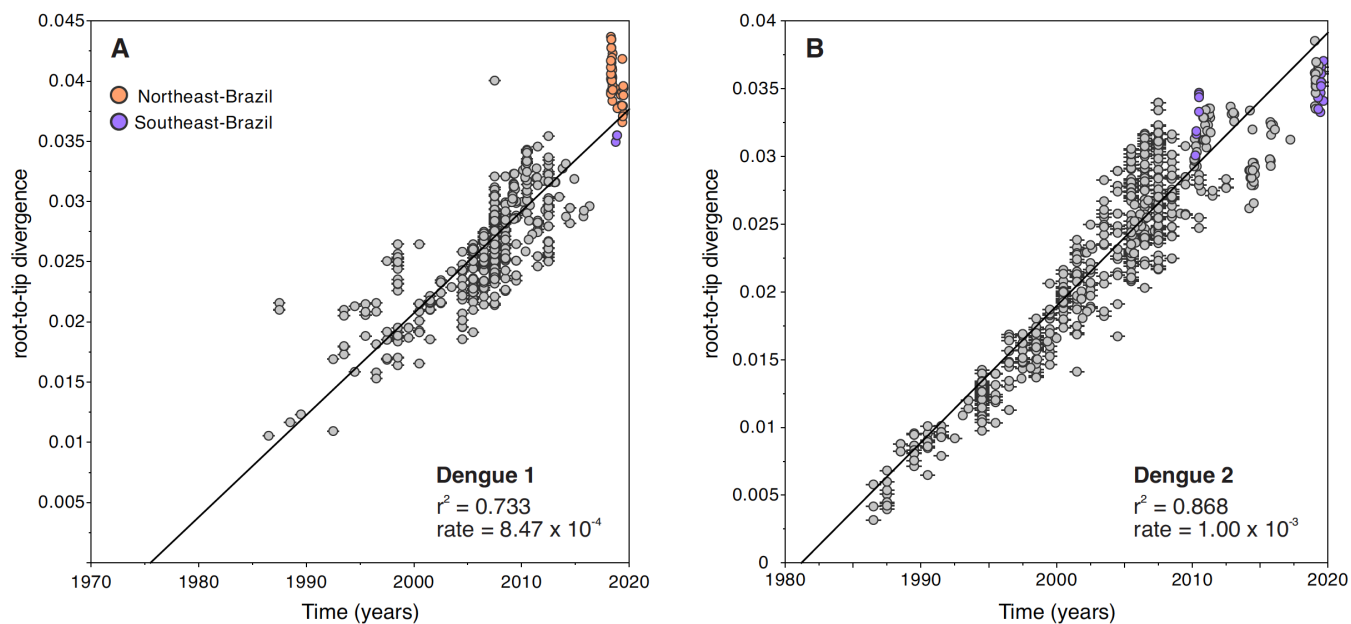 A
Northeast-Brazil
Southeast-Brazil
0.045
0.04
0.035
0.03
0.025
0.02
0.015
0.01
0.005
root-to-tip divergence
Dengue 1
r² = 0.733
rate = 8.47 x 10⁻⁴
1970 1980 1990 2000 2010 2020
Time (years)
B
0.04
0.035
0.03
0.025
0.02
0.015
0.01
0.005
0
root-to-tip divergence
Dengue 2
r² = 0.868
rate = 1.00 x 10⁻³
1980 1990 2000 2010 2020
Time (years)